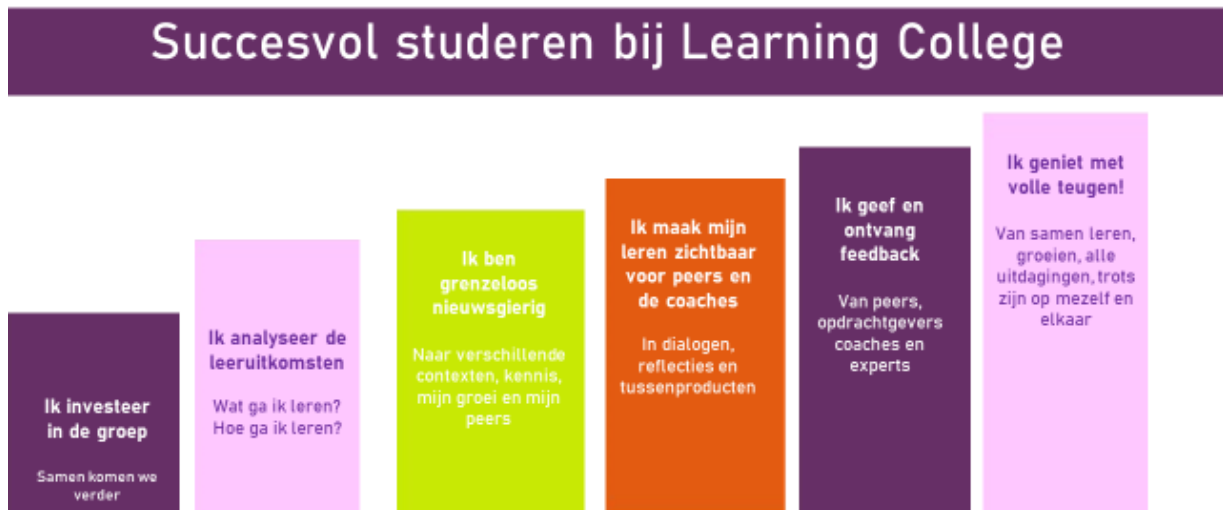 Succesvol studeren bij Learning College
Ik investeer
in de groep
Samen komen we
verder
Ik analyseer de
leeruitkomsten
Wat ga ik leren?
Hoe ga ik leren?
Ik ben
grenzeloos
nieuwsgierig
Naar verschillende
contexten, kennis,
mijn groei en mijn
peers
Ik maak mijn
leren zichtbaar
voor peers en
de coaches
In dialogen,
reflecties en
tussenproducten
Ik geef en
ontvang
feedback
Van peers,
opdrachtgevers
coaches en
experts
Ik geniet met
volle teugen!
Van samen leren,
groeien, alle
uitdagingen, trots
zijn op mezelf en
elkaar